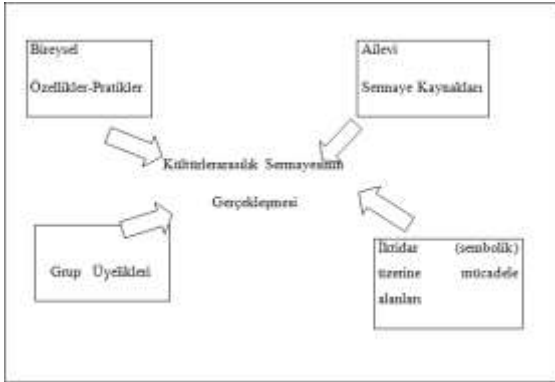 Bireysel
Özellikler-Pratikler
Ailevi
Sermaye Kaynakları
Kültürlerarasılık Sermayesinin
Gerçekleşmesi
Grup Üyelikleri
İktidar (sembolik)
üzerine mücadele
alanları